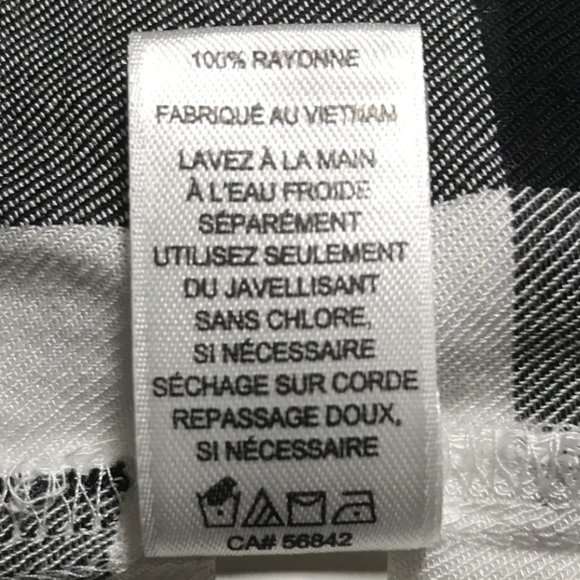 100% RAYONNE
FABRIQUÉ AU VIETNAM
LAVEZ À LA MAIN
À L'EAU FROIDE
SÉPARÉMENT
UTILISEZ SEULEMENT
DU JAVELLISANT
SANS CHLORE,
SI NÉCESSAIRE
SÉCHAGE SUR CORDE
REPASSAGE DOUX,
SI NÉCESSAIRE
CA# 56842